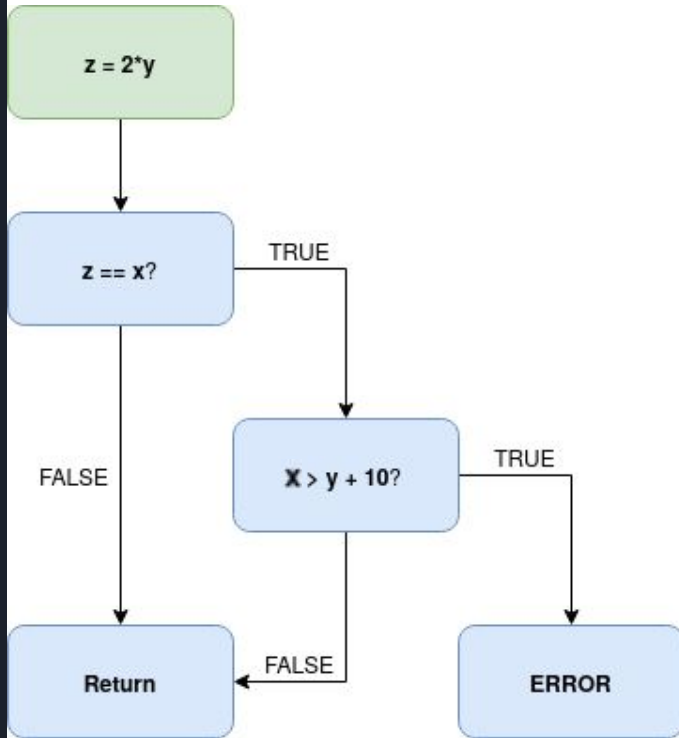 z = 2*y
z == x?
TRUE
FALSE
X > y + 10?
TRUE
FALSE
Return
ERROR